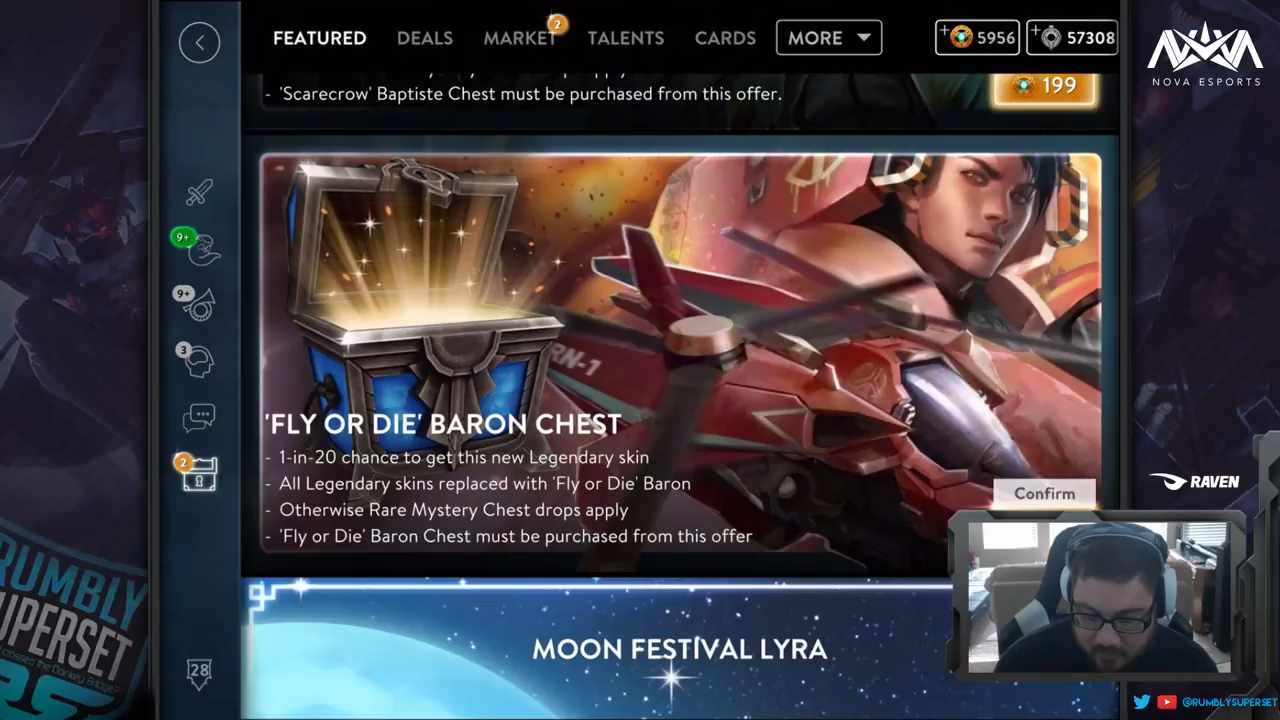 FEATURED DEALS MARKET 2 TALENTS CARDS MORE 5956 57308
NOVA
NOVA ESPORTS
- 'Scarecrow' Baptiste Chest must be purchased from this offer.
199
9+
9+
3
2
28
RN-1
'FLY OR DIE' BARON CHEST
- 1-in-20 chance to get this new Legendary skin
- All Legendary skins replaced with 'Fly or Die' Baron
- Otherwise Rare Mystery Chest drops apply
- 'Fly or Die' Baron Chest must be purchased from this offer
Confirm
RAVEN
MOON FESTIVAL LYRA
RUMBLY
SUPERSET
@RUMBLYSUPERSET